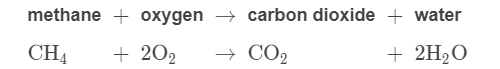 methane + oxygen → carbon dioxide + water
CH₄ + 2O₂ → CO₂ + 2H₂O